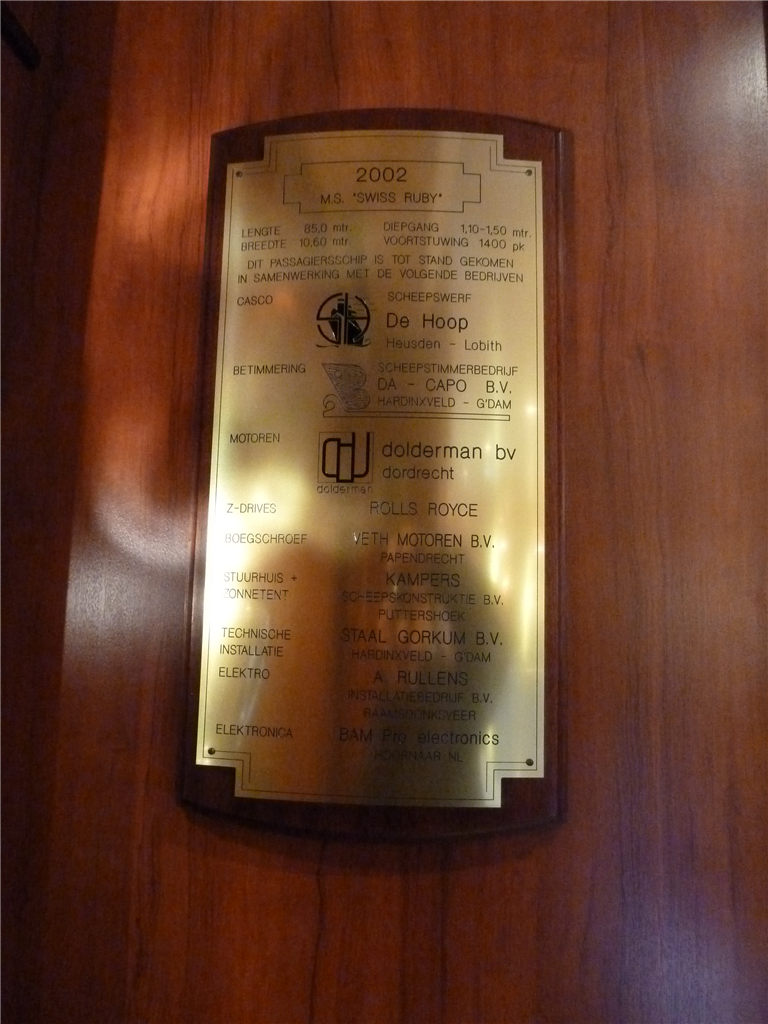 2002
M.S. "SWISS RUBY"
LENGTE 85,0 mtr. DIEPGANG 1,10-1,50 mtr.
BREEDTE 10,60 mtr. VOORTSTUWING 1400 pk
DIT PASSAGIERSSCHIP IS TOT STAND GEKOMEN
IN SAMENWERKING MET DE VOLGENDE BEDRIJVEN
CASCO SCHEEPSWERF
De Hoop
Heusden - Lobith
BETIMMERING SCHEEPSTIMMERBEDRIJF
DA - CAPO B.V.
HARDINXVELD - G'DAM
MOTOREN dolderman bv
dordrecht
dolderman
Z-DRIVES ROLLS ROYCE
BOEGSCHROEF VETH MOTOREN B.V.
PAPENDRECHT
STUURHUIS + KAMPERS
ZONNETENT SCHEEPSKONSTRUKTIE B.V.
PUTTERSHOEK
TECHNISCHE STAAL GORKUM B.V.
INSTALLATIE HARDINXVELD - G'DAM
ELEKTRO A. RULLENS
INSTALLATIEBEDRIJF B.V.
RAAMSDONKSVEER
ELEKTRONICA BAM Pro electronics
HOORNAAR NL